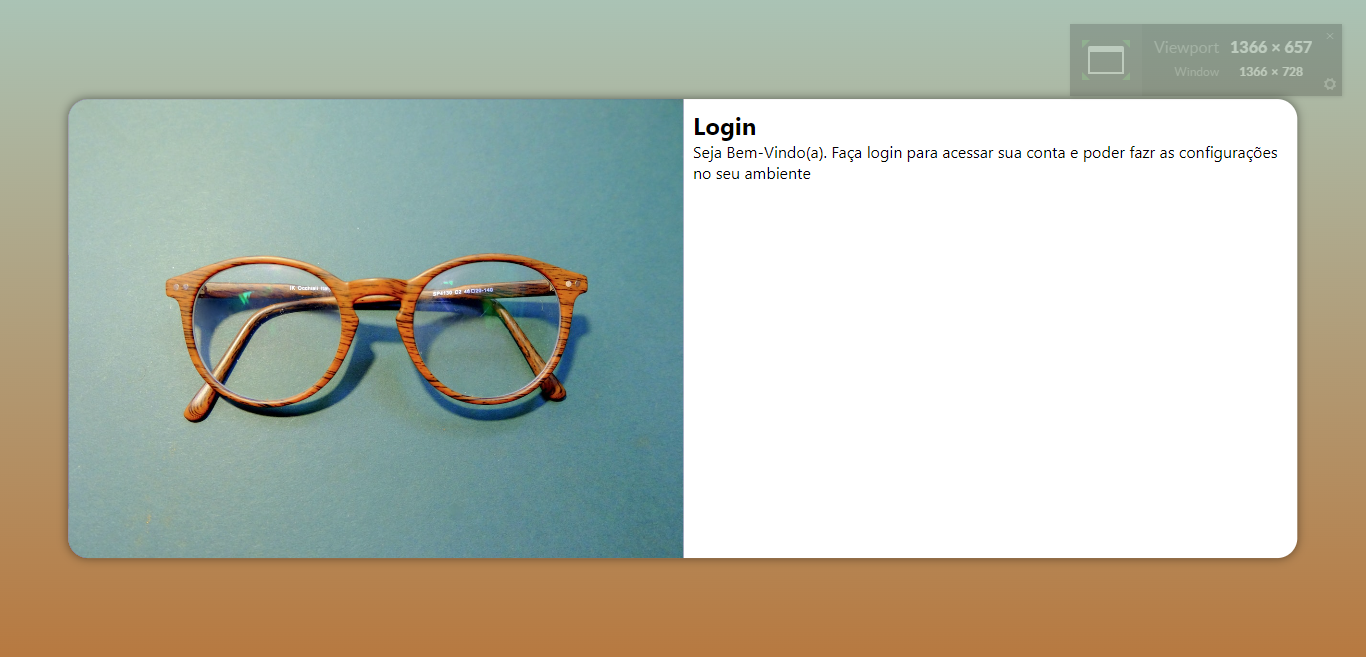 Viewport 1366 × 657 ×
Window 1366 × 728
Login
Seja Bem-Vindo(a). Faça login para acessar sua conta e poder fazr as configurações
no seu ambiente